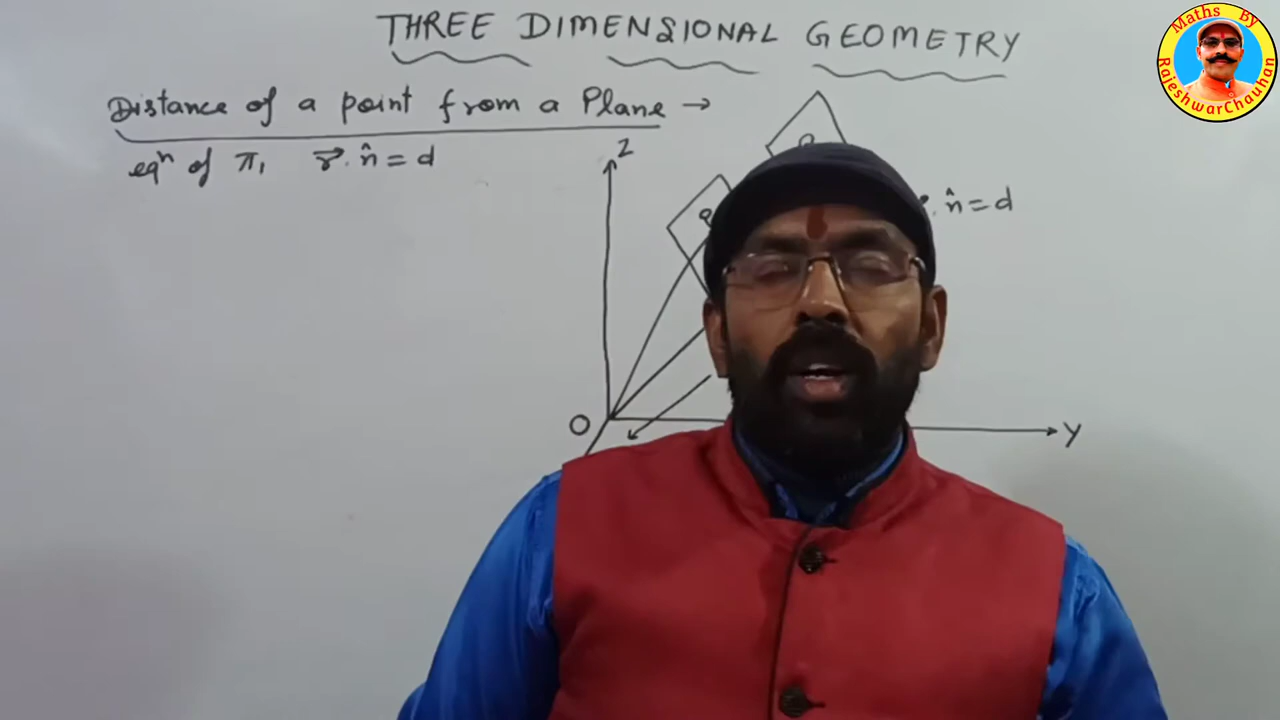 THREE DIMENSIONAL GEOMETRY
Maths By
RajeshwarChauhan
Distance of a point from a Plane →
eqⁿ of π₁ r⃗.n̂ = d
Z
.n̂ = d
O
Y